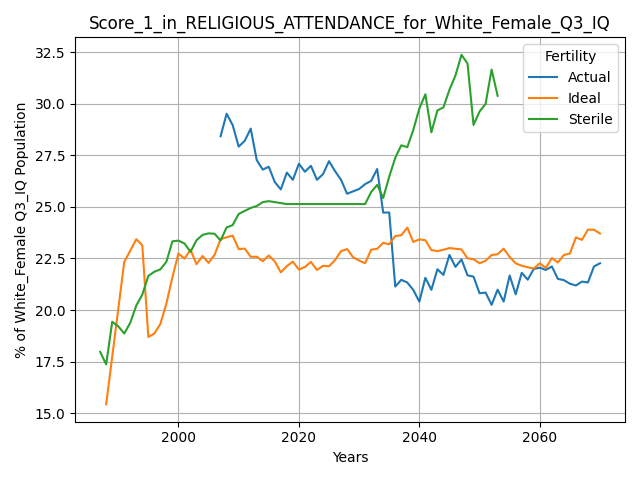 Score_1_in_RELIGIOUS_ATTENDANCE_for_White_Female_Q3_IQ
% of White_Female Q3_IQ Population
32.5
30.0
27.5
25.0
22.5
20.0
17.5
15.0
Fertility
Actual
Ideal
Sterile
2000
2020
2040
2060
Years